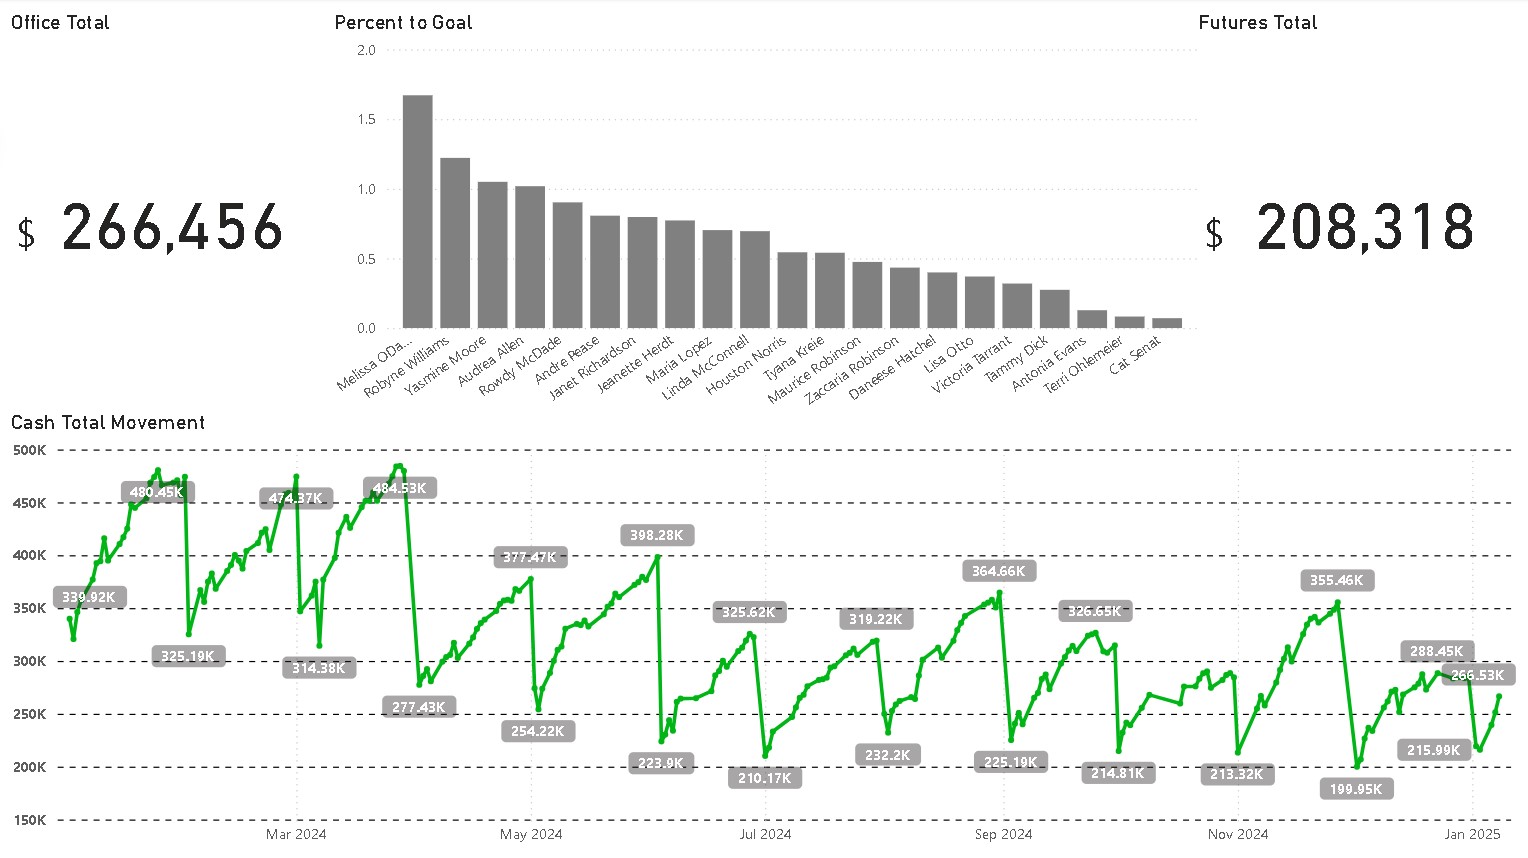 Office Total
Percent to Goal
Futures Total
2.0
1.5
1.0
0.5
0.0
$ 266,456
$ 208,318
Melissa ODa...
Robyne Williams
Yasmine Moore
Audrea Allen
Rowdy McDade
Andre Pease
Janet Richardson
Jeanette Herdt
Maria Lopez
Linda McConnell
Houston Norris
Tyana Kreie
Maurice Robinson
Zaccaria Robinson
Daneese Hatchel
Lisa Otto
Victoria Tarrant
Tammy Dick
Antonia Evans
Terri Ohlemeier
Cat Senat
Cash Total Movement
500K
450K
400K
350K
300K
250K
200K
150K
339.92K
480.45K
325.19K
474.37K
314.38K
484.53K
277.43K
377.47K
254.22K
398.28K
223.9K
325.62K
210.17K
319.22K
232.2K
364.66K
225.19K
326.65K
214.81K
213.32K
355.46K
199.95K
288.45K
215.99K
266.53K
Mar 2024
May 2024
Jul 2024
Sep 2024
Nov 2024
Jan 2025